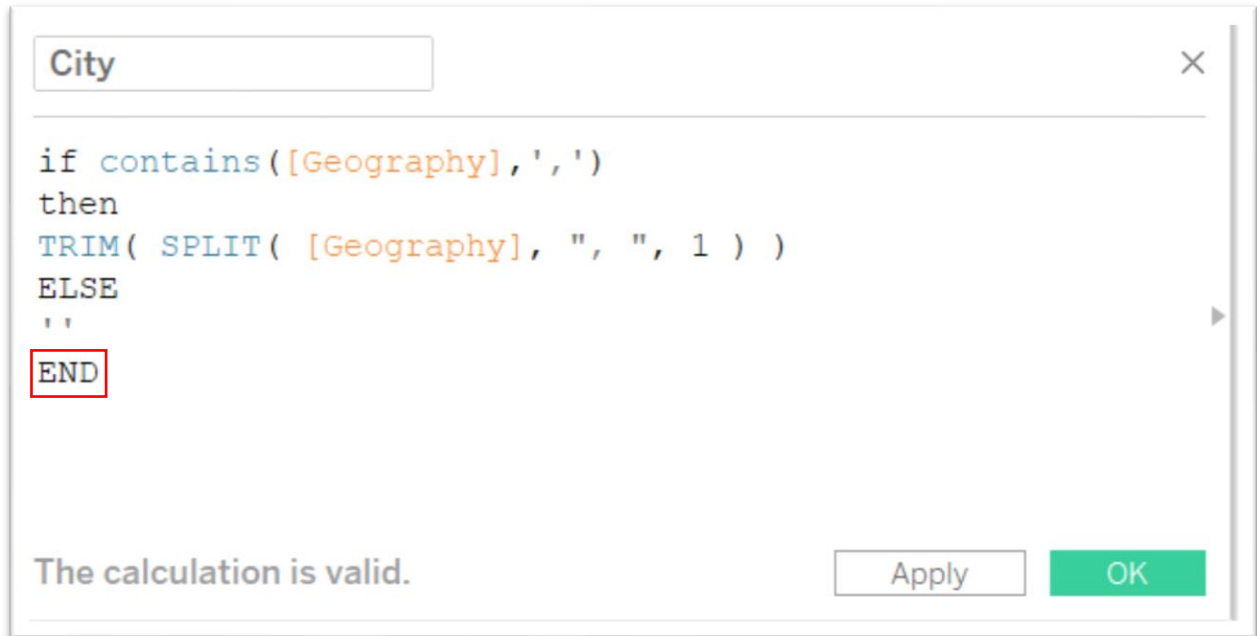 City
if contains([Geography],',')
then
TRIM( SPLIT( [Geography], ", ", 1 ) )
ELSE
''
END
The calculation is valid.
Apply
OK